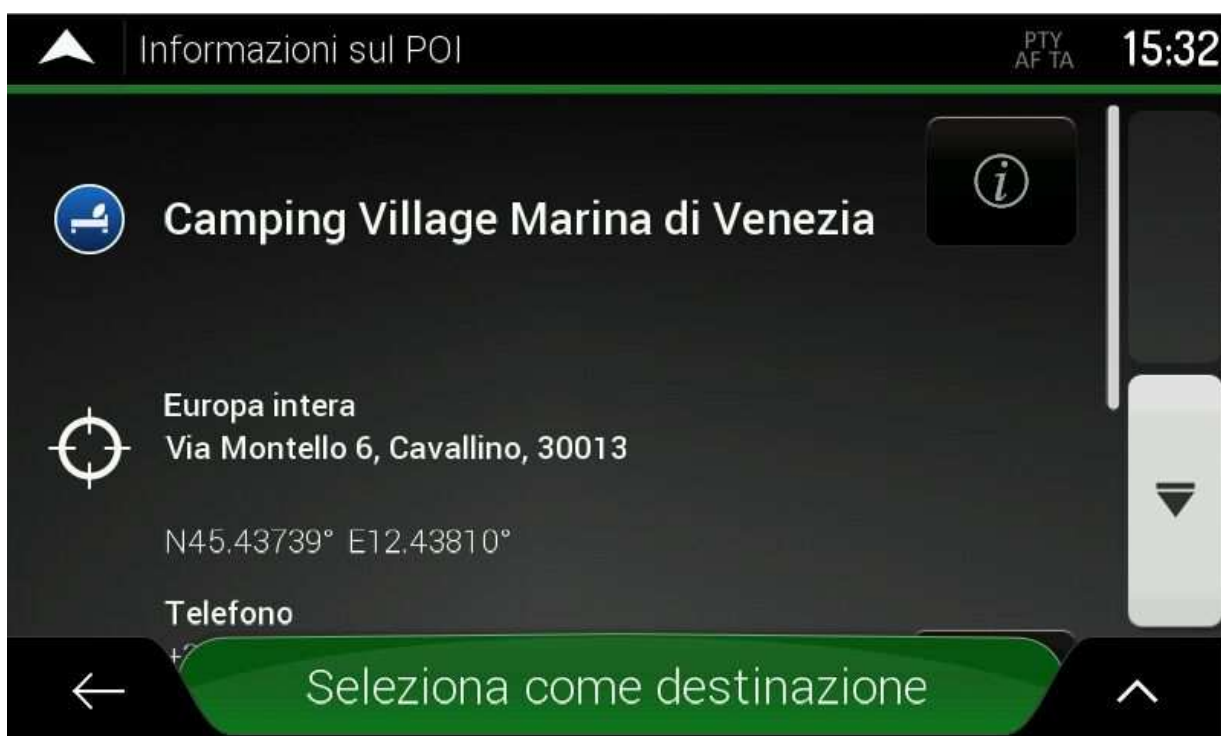 Informazioni sul POI
PTY
AF TA
15:32
i
Camping Village Marina di Venezia
Europa intera
Via Montello 6, Cavallino, 30013
N45.43739° E12.43810°
Telefono
Seleziona come destinazione